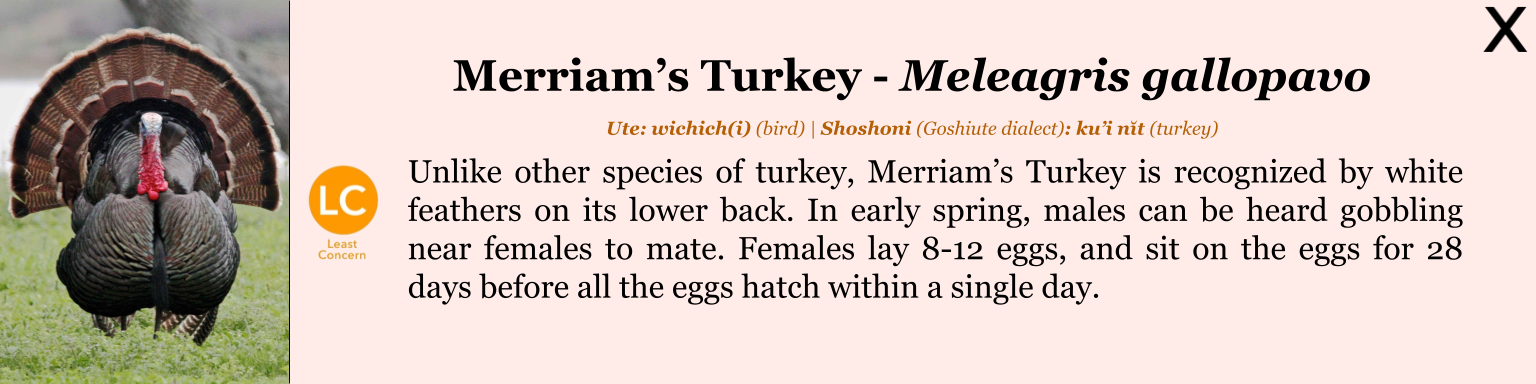 X
Merriam’s Turkey - Meleagris gallopavo
Ute: wichich(i) (bird) | Shoshoni (Goshiute dialect): ku’i nǐt (turkey)
LC
Least
Concern
Unlike other species of turkey, Merriam’s Turkey is recognized by white
feathers on its lower back. In early spring, males can be heard gobbling
near females to mate. Females lay 8-12 eggs, and sit on the eggs for 28
days before all the eggs hatch within a single day.